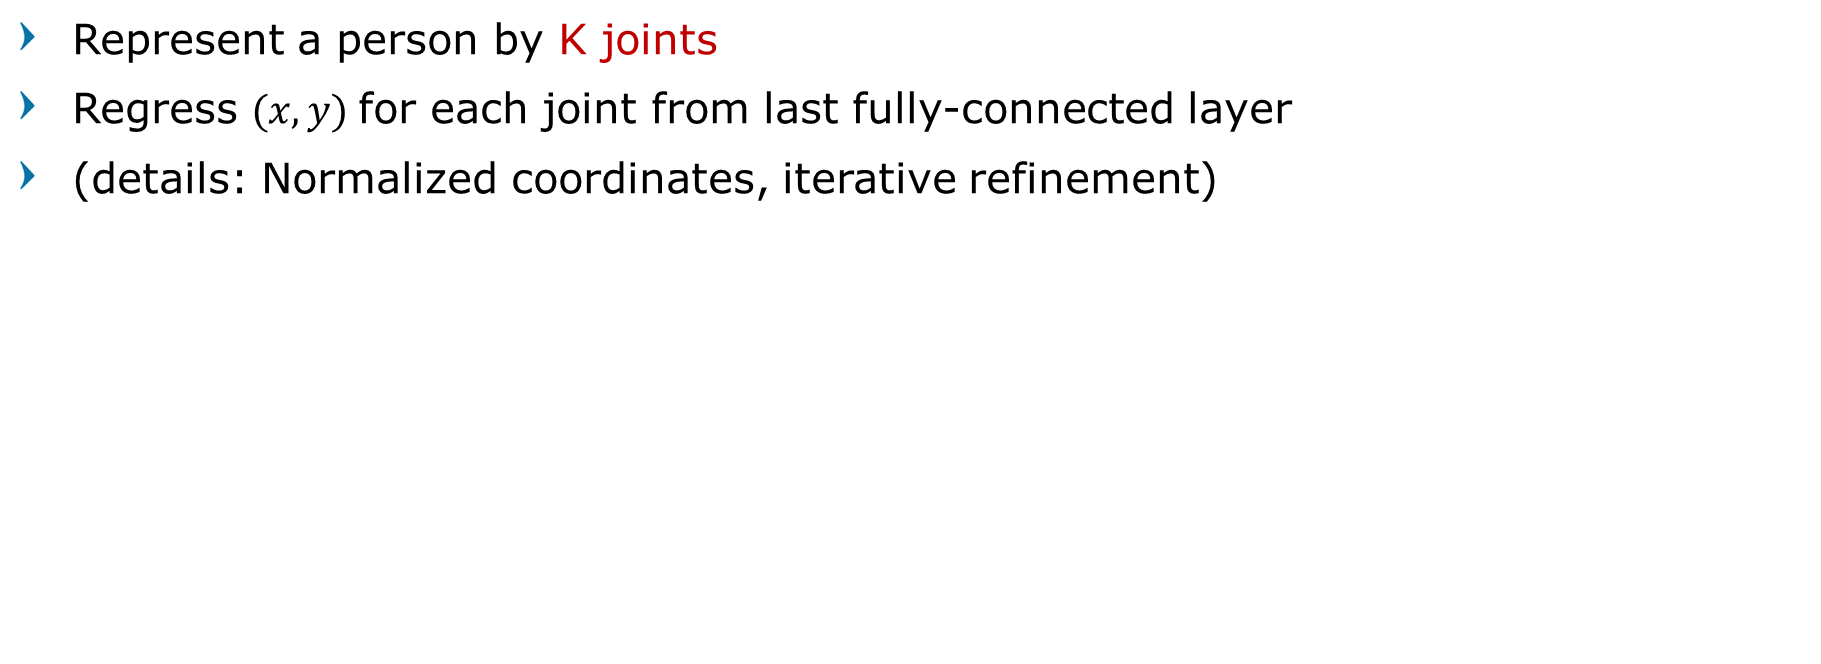 Represent a person by K joints
Regress (x, y) for each joint from last fully-connected layer
(details: Normalized coordinates, iterative refinement)